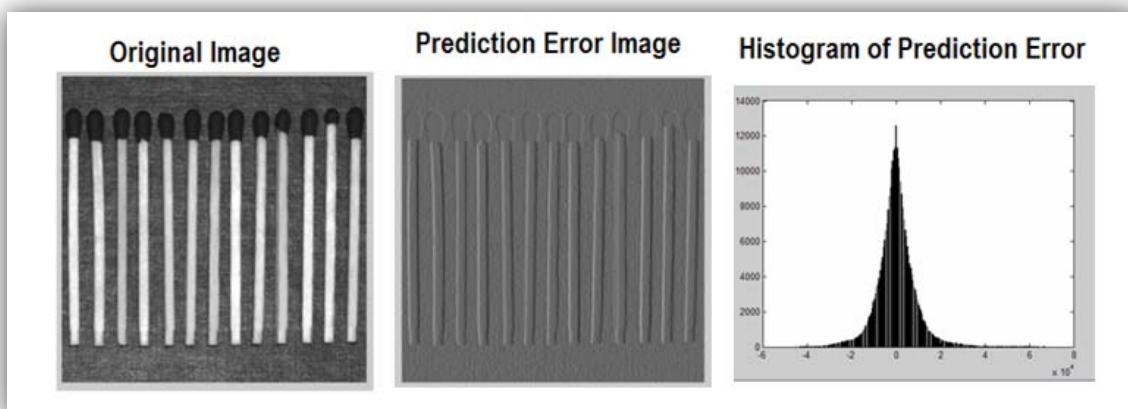 Original Image
Prediction Error Image
Histogram of Prediction Error
14000
12000
10000
8000
6000
4000
2000
0
-6 -4 -2 0 2 4 6 8
x 10⁴